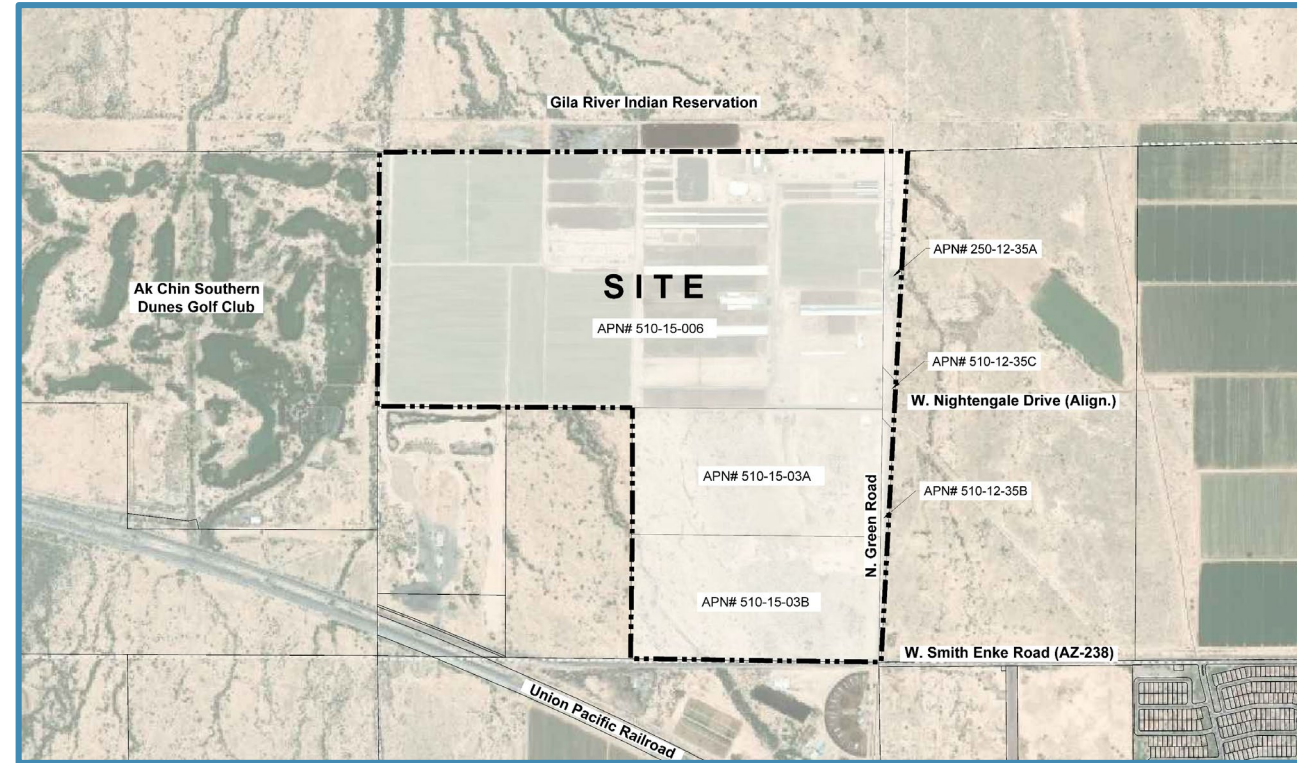 Gila River Indian Reservation
APN# 250-12-35A
Ak Chin Southern
Dunes Golf Club
SITE
APN# 510-15-006
APN# 510-12-35C
W. Nightengale Drive (Align.)
APN# 510-15-03A
APN# 510-12-35B
N. Green Road
APN# 510-15-03B
W. Smith Enke Road (AZ-238)
Union Pacific Railroad